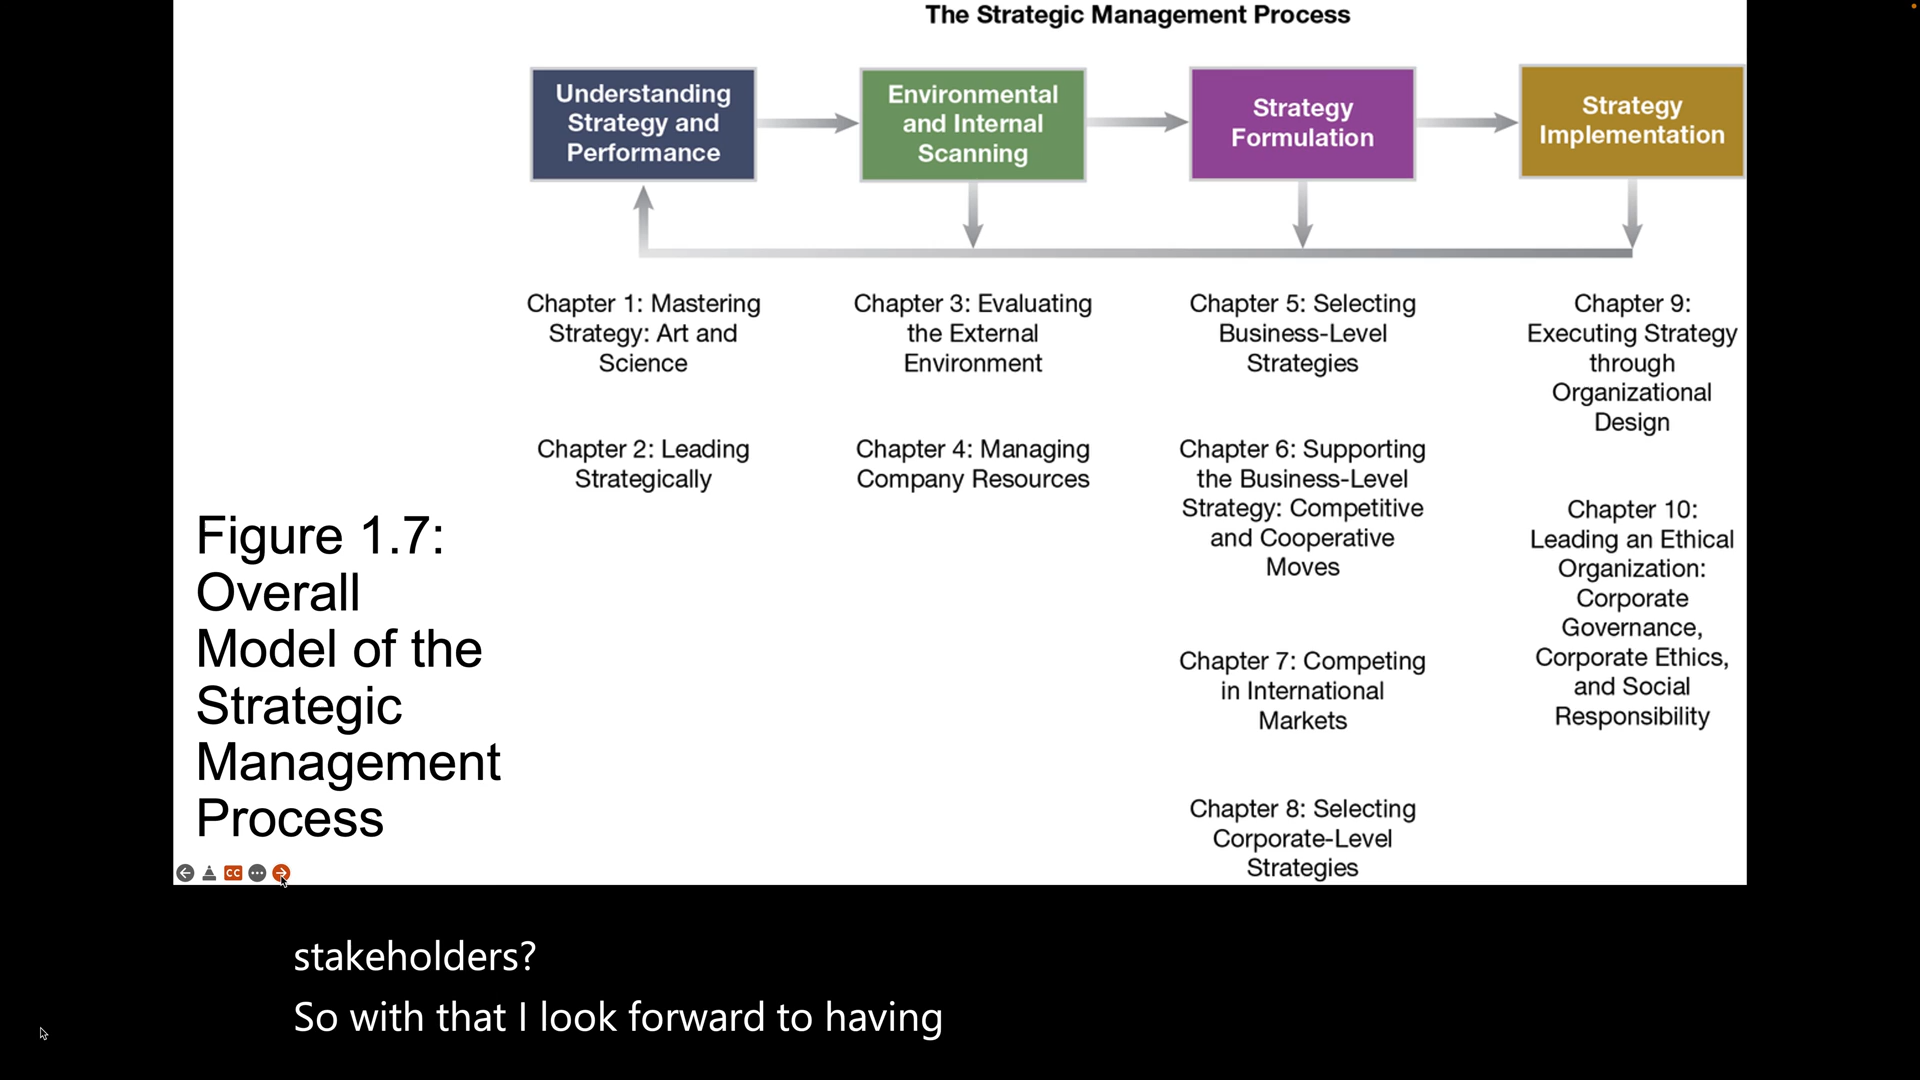 The Strategic Management Process
Understanding
Strategy and
Performance
Environmental
and Internal
Scanning
Strategy
Formulation
Strategy
Implementation
Chapter 1: Mastering
Strategy: Art and
Science
Chapter 2: Leading
Strategically
Chapter 3: Evaluating
the External
Environment
Chapter 4: Managing
Company Resources
Chapter 5: Selecting
Business-Level
Strategies
Chapter 6: Supporting
the Business-Level
Strategy: Competitive
and Cooperative
Moves
Chapter 7: Competing
in International
Markets
Chapter 8: Selecting
Corporate-Level
Strategies
Chapter 9:
Executing Strategy
through
Organizational
Design
Chapter 10:
Leading an Ethical
Organization:
Corporate
Governance,
Corporate Ethics,
and Social
Responsibility
Figure 1.7:
Overall
Model of the
Strategic
Management
Process
CC
stakeholders?
So with that I look forward to having